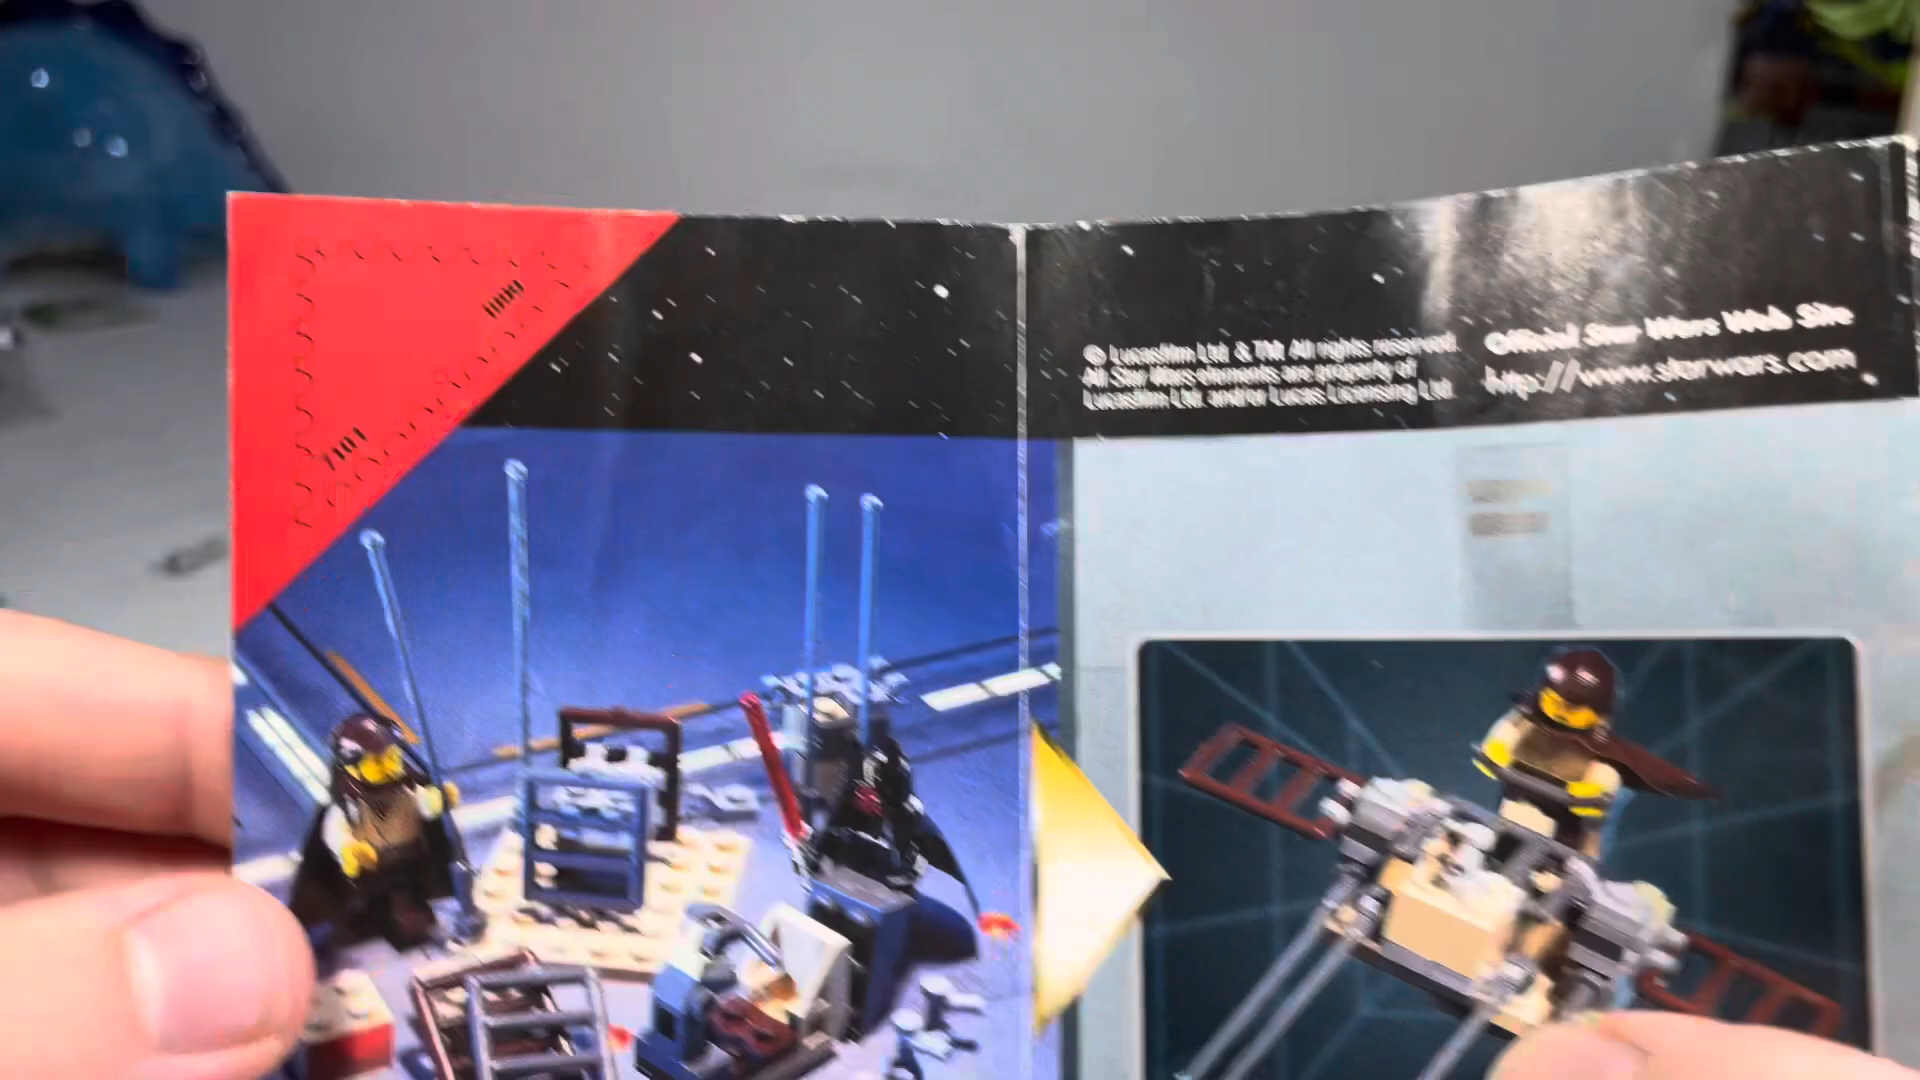 7101
© Lucasfilm Ltd. & TM. All rights reserved.
All Star Wars elements are property of
Lucasfilm Ltd. and/or Lucas Licensing Ltd.
Official Star Wars Web Site
http://www.starwars.com